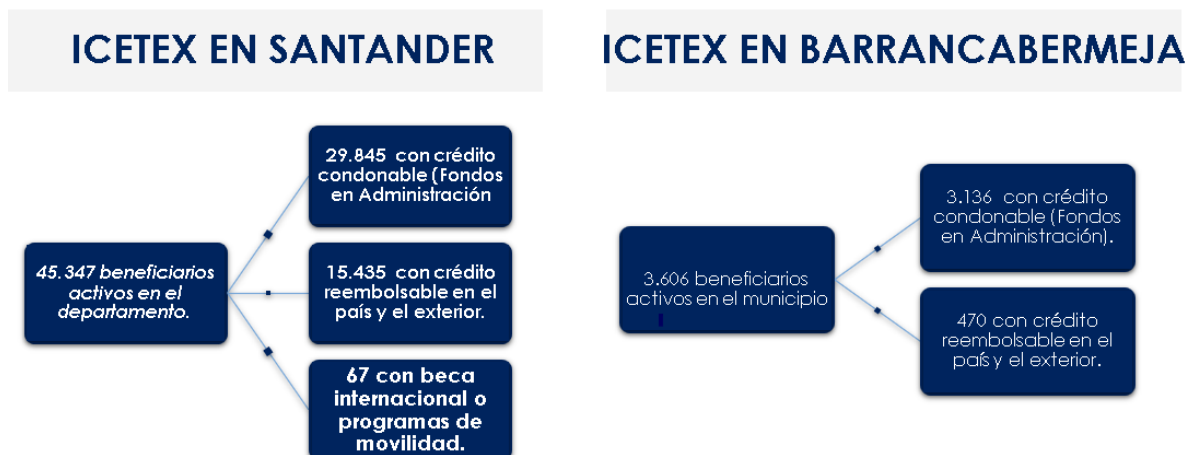 ICETEX EN SANTANDER
45.347 beneficiarios
activos en el
departamento.
29.845 con crédito
condonable (Fondos
en Administración
15.435 con crédito
reembolsable en el
país y el exterior.
67 con beca
internacional o
programas de
movilidad.
ICETEX EN BARRANCABERMEJA
3.606 beneficiarios
activos en el municipio
3.136 con crédito
condonable (Fondos
en Administración).
470 con crédito
reembolsable en el
país y el exterior.